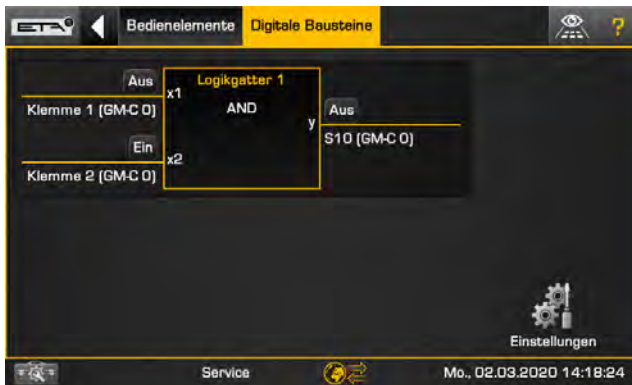 ETA
Bedienelemente
Digitale Bausteine
?
Aus
x1
Logikgatter 1
Klemme 1 (GM-C 0)
AND
y
Aus
S10 (GM-C 0)
Ein
x2
Klemme 2 (GM-C 0)
Einstellungen
Service
Mo., 02.03.2020 14:18:24